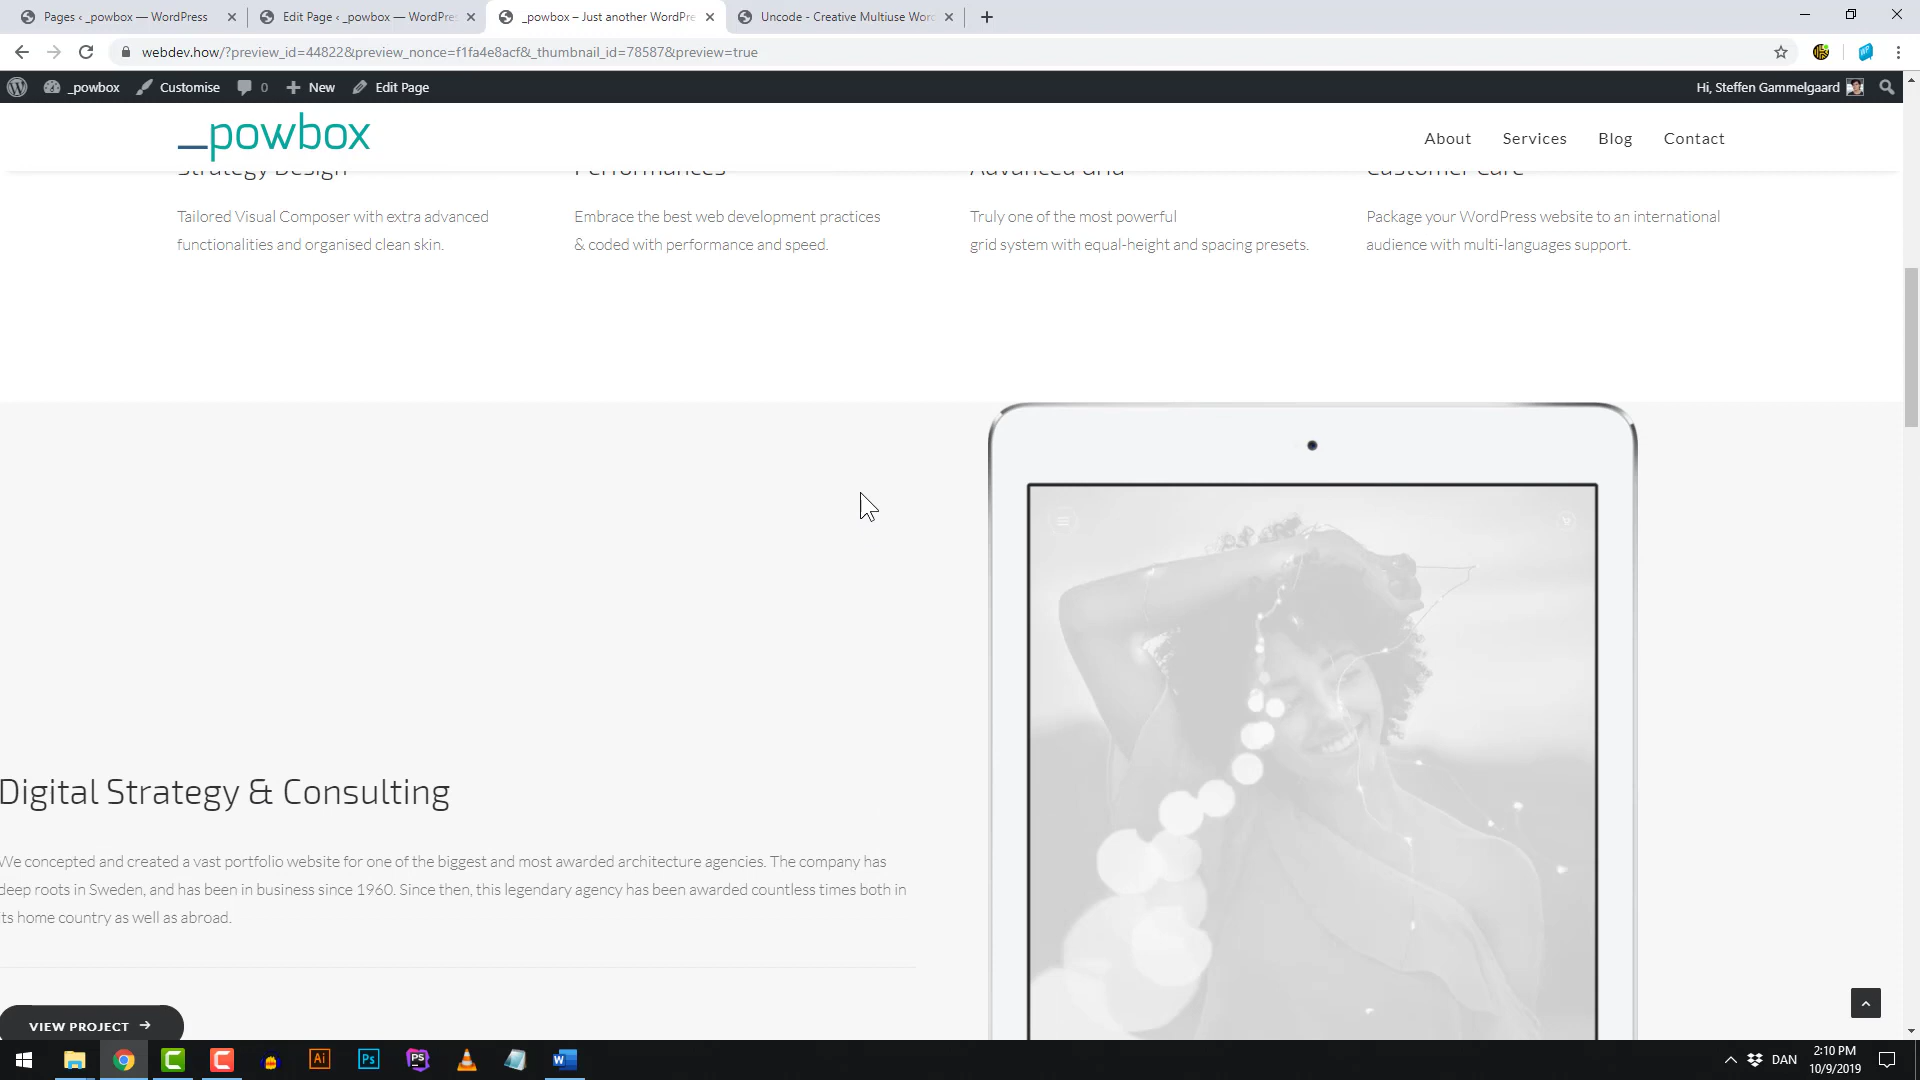 Pages ‹ _powbox — WordPress
Edit Page ‹ _powbox — WordPres
_powbox – Just another WordPre
Uncode - Creative Multiuse Wor
webdev.how/?preview_id=44822&preview_nonce=f1fa4e8acf&_thumbnail_id=78587&preview=true
_powbox
Customise
0
New
Edit Page
Hi, Steffen Gammelgaard
_powbox
About
Services
Blog
Contact
Strategy Design
Performances
Advanced Grid
Customer Care
Tailored Visual Composer with extra advanced
functionalities and organised clean skin.
Embrace the best web development practices
& coded with performance and speed.
Truly one of the most powerful
grid system with equal-height and spacing presets.
Package your WordPress website to an international
audience with multi-languages support.
Digital Strategy & Consulting
We concepted and created a vast portfolio website for one of the biggest and most awarded architecture agencies. The company has
deep roots in Sweden, and has been in business since 1960. Since then, this legendary agency has been awarded countless times both in
its home country as well as abroad.
VIEW PROJECT
Ai
Ps
PS
W
DAN
2:10 PM
10/9/2019